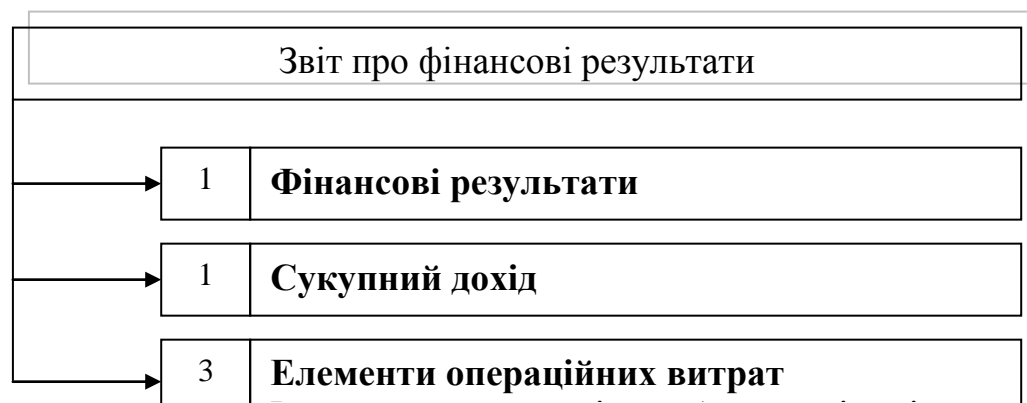 Звіт про фінансові результати
1 Фінансові результати
1 Сукупний дохід
3 Елементи операційних витрат